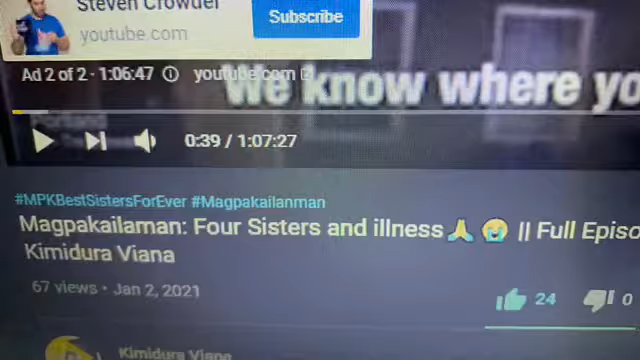 Steven Crowder
youtube.com
Subscribe
Ad 2 of 2 · 1:06:47 ⓘ youtube.com
We know where yo
0:39 / 1:07:27
#MPKBestSistersForEver #Magpakailanman
Magpakailaman: Four Sisters and illness🙏 😭 || Full Episo
Kimidura Viana
67 views • Jan 2, 2021
24
0
Kimidura Viana